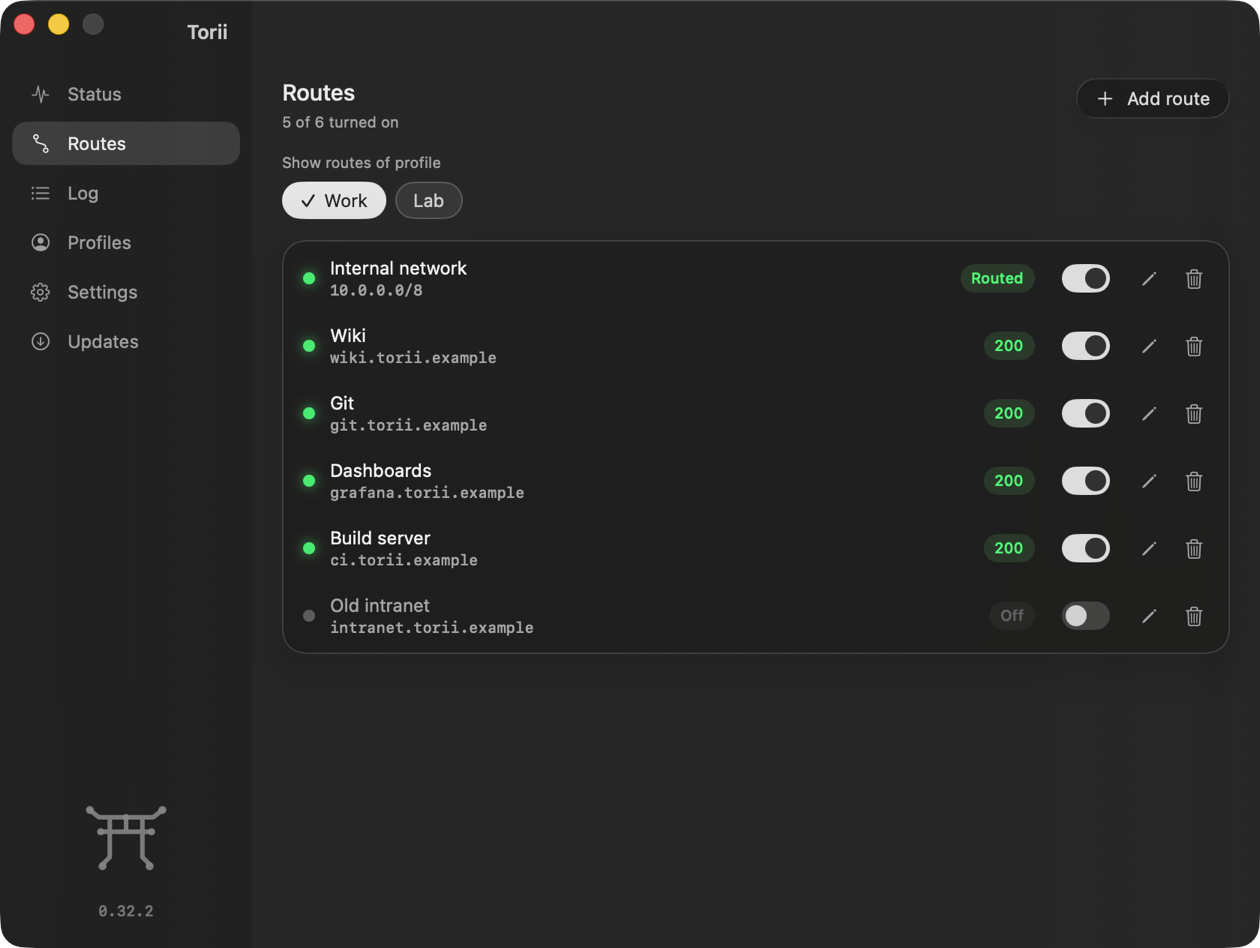 Torii
Status
Routes
Log
Profiles
Settings
Updates
0.32.2
Routes
5 of 6 turned on
Add route
Show routes of profile
Work
Lab
Internal network
10.0.0.0/8
Routed
Wiki
wiki.torii.example
200
Git
git.torii.example
200
Dashboards
grafana.torii.example
200
Build server
ci.torii.example
200
Old intranet
intranet.torii.example
Off